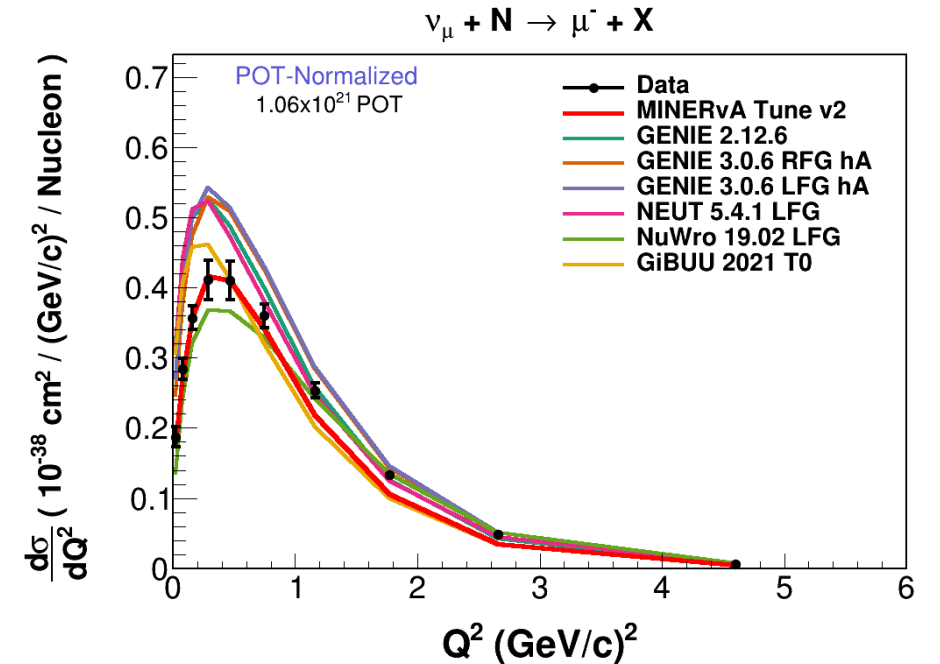 ν_μ + N → μ⁻ + X
POT-Normalized
1.06x10²¹ POT
Data
MINERvA Tune v2
GENIE 2.12.6
GENIE 3.0.6 RFG hA
GENIE 3.0.6 LFG hA
NEUT 5.4.1 LFG
NuWro 19.02 LFG
GiBUU 2021 T0
dσ/dQ² ( 10⁻³⁸ cm² / (GeV/c)² / Nucleon )
0.7
0.6
0.5
0.4
0.3
0.2
0.1
0
0 1 2 3 4 5 6
Q² (GeV/c)²